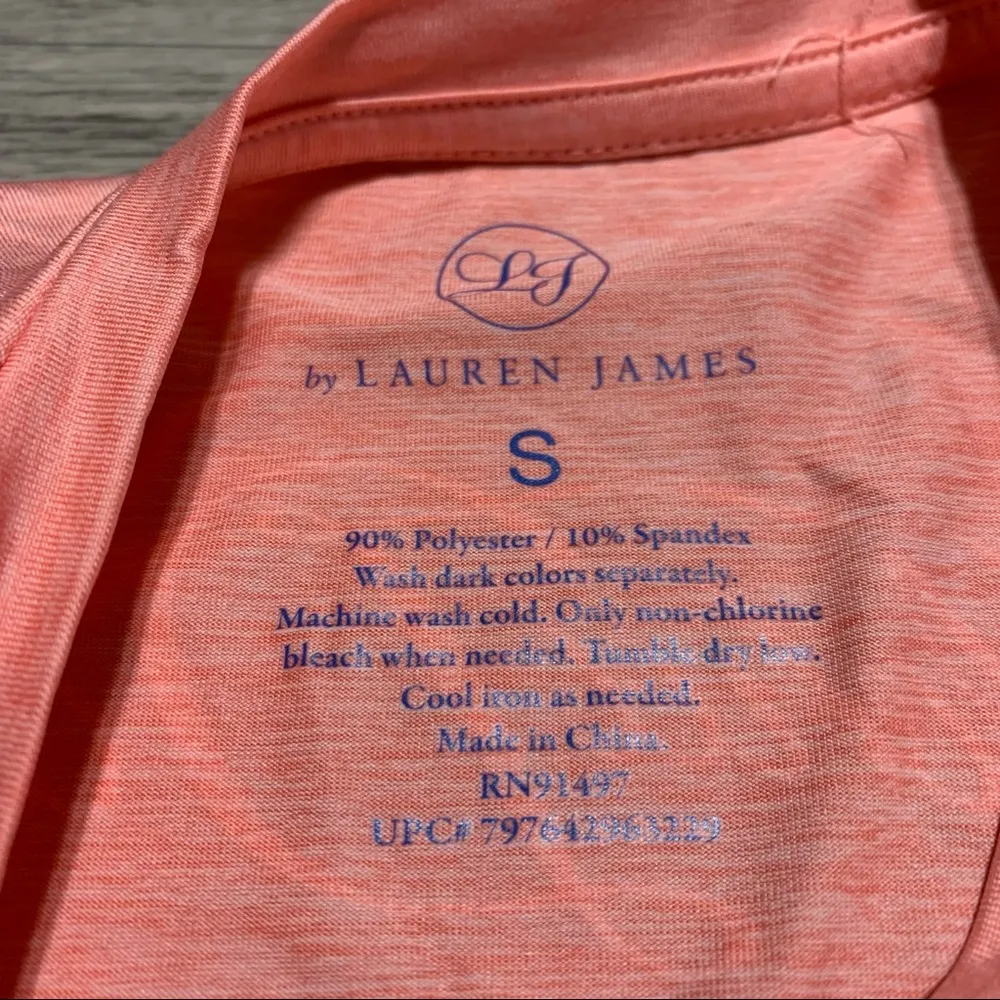 LJ
by LAUREN JAMES
S
90% Polyester / 10% Spandex
Wash dark colors separately.
Machine wash cold. Only non-chlorine
bleach when needed. Tumble dry low.
Cool iron as needed.
Made in China.
RN91497
UPC# 797642963229